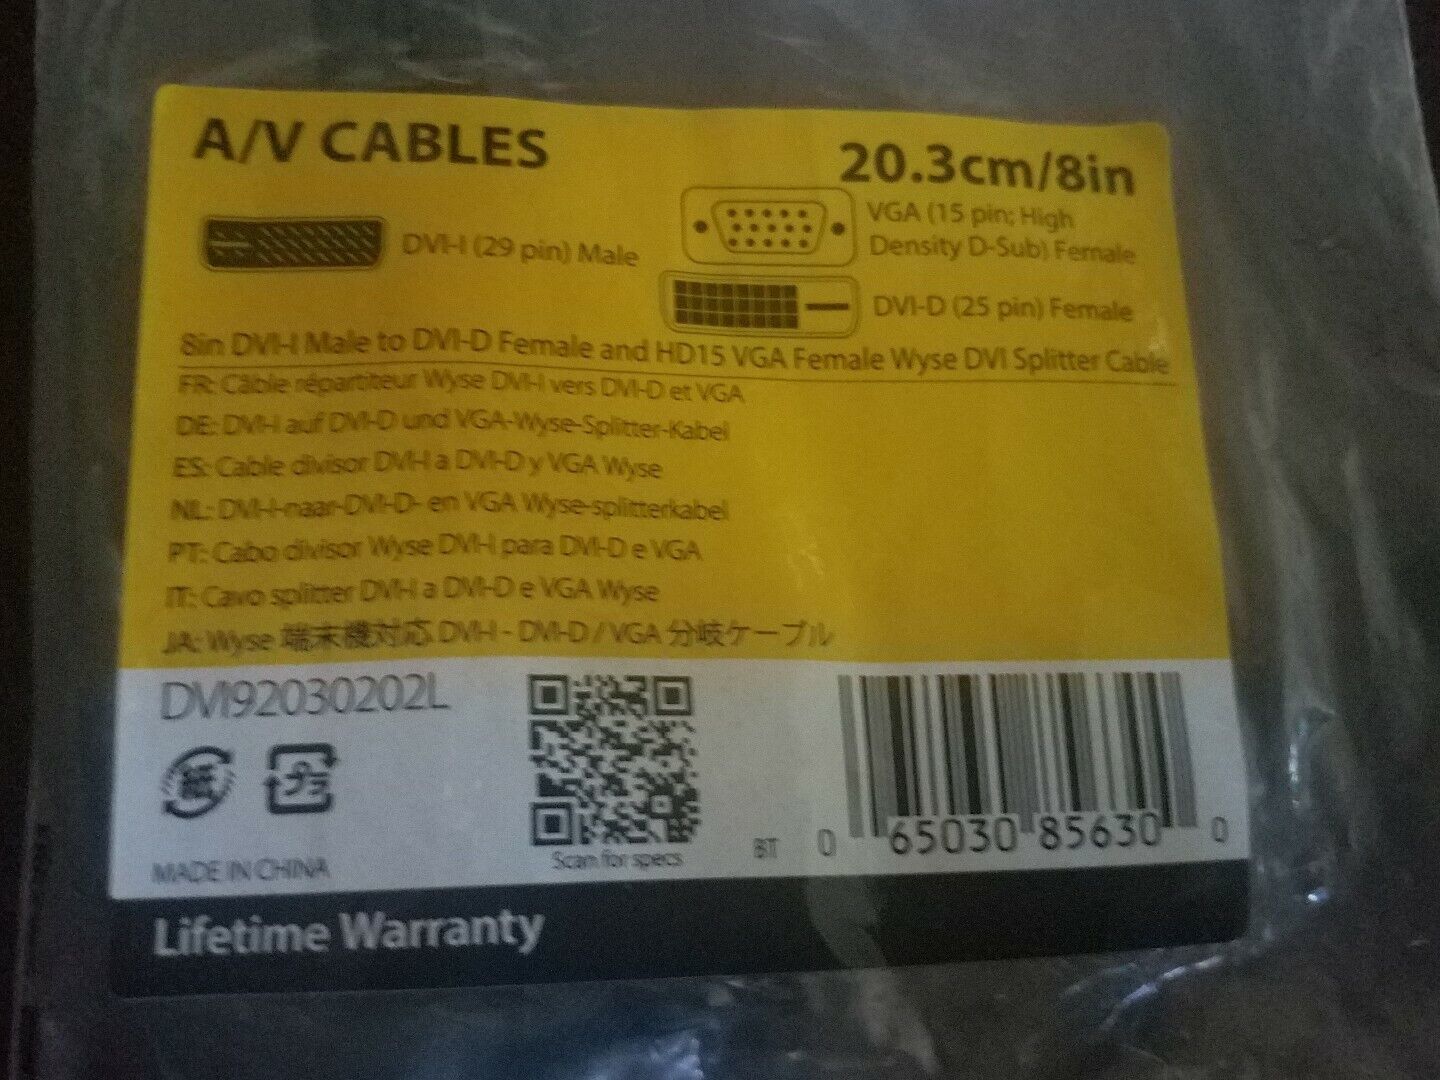 A/V CABLES
20.3cm/8in
DVI-I (29 pin) Male
VGA (15 pin; High
Density D-Sub) Female
DVI-D (25 pin) Female
8in DVI-I Male to DVI-D Female and HD15 VGA Female Wyse DVI Splitter Cable
FR: Câble répartiteur Wyse DVI-I vers DVI-D et VGA
DE: DVI-I auf DVI-D und VGA-Wyse-Splitter-Kabel
ES: Cable divisor DVI-I a DVI-D y VGA Wyse
NL: DVI-I-naar-DVI-D- en VGA Wyse-splitterkabel
PT: Cabo divisor Wyse DVI-I para DVI-D e VGA
IT: Cavo splitter DVI-I a DVI-D e VGA Wyse
JA: Wyse 端末機対応 DVI-I - DVI-D / VGA 分岐ケーブル
DVI92030202L
紙
プラ
MADE IN CHINA
Scan for specs
BT
0 65030 85630 0
Lifetime Warranty